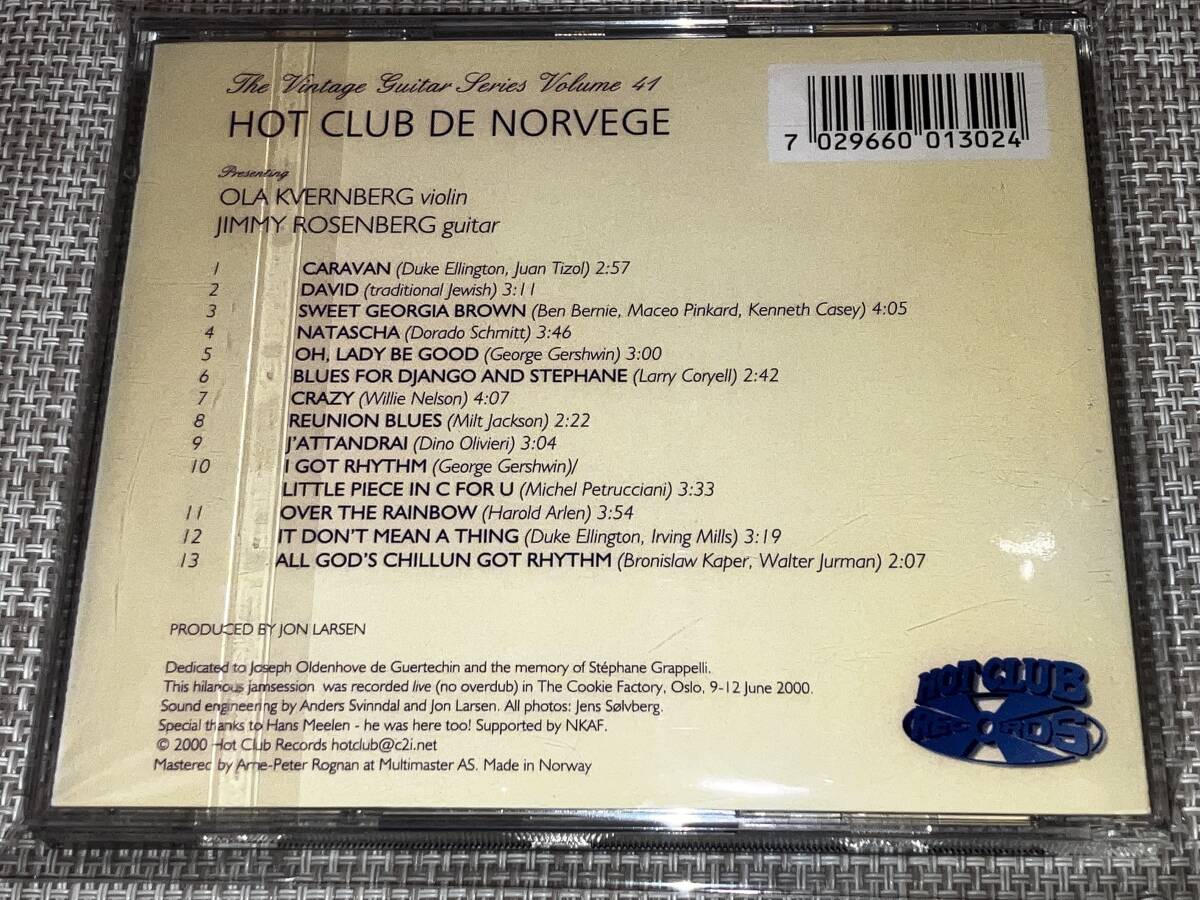 The Vintage Guitar Series Volume 41
HOT CLUB DE NORVEGE
7 029660 013024
Presenting
OLA KVERNBERG violin
JIMMY ROSENBERG guitar
1 CARAVAN (Duke Ellington, Juan Tizol) 2:57
2 DAVID (traditional Jewish) 3:11
3 SWEET GEORGIA BROWN (Ben Bernie, Maceo Pinkard, Kenneth Casey) 4:05
4 NATASCHA (Dorado Schmitt) 3:46
5 OH, LADY BE GOOD (George Gershwin) 3:00
6 BLUES FOR DJANGO AND STEPHANE (Larry Coryell) 2:42
7 CRAZY (Willie Nelson) 4:07
8 REUNION BLUES (Milt Jackson) 2:22
9 J'ATTANDRAI (Dino Olivieri) 3:04
10 I GOT RHYTHM (George Gershwin)/
LITTLE PIECE IN C FOR U (Michel Petrucciani) 3:33
11 OVER THE RAINBOW (Harold Arlen) 3:54
12 IT DON'T MEAN A THING (Duke Ellington, Irving Mills) 3:19
13 ALL GOD'S CHILLUN GOT RHYTHM (Bronislaw Kaper, Walter Jurman) 2:07
PRODUCED BY JON LARSEN
Dedicated to Joseph Oldenhove de Guertechin and the memory of Stéphane Grappelli.
This hilarious jamsession was recorded live (no overdub) in The Cookie Factory, Oslo, 9-12 June 2000.
Sound engineering by Anders Svinndal and Jon Larsen. All photos: Jens Sølvberg.
Special thanks to Hans Meelen - he was here too! Supported by NKAF.
© 2000 Hot Club Records hotclub@c2i.net
Mastered by Arne-Peter Rognan at Multimaster AS. Made in Norway
HOT CLUB
RECORDS